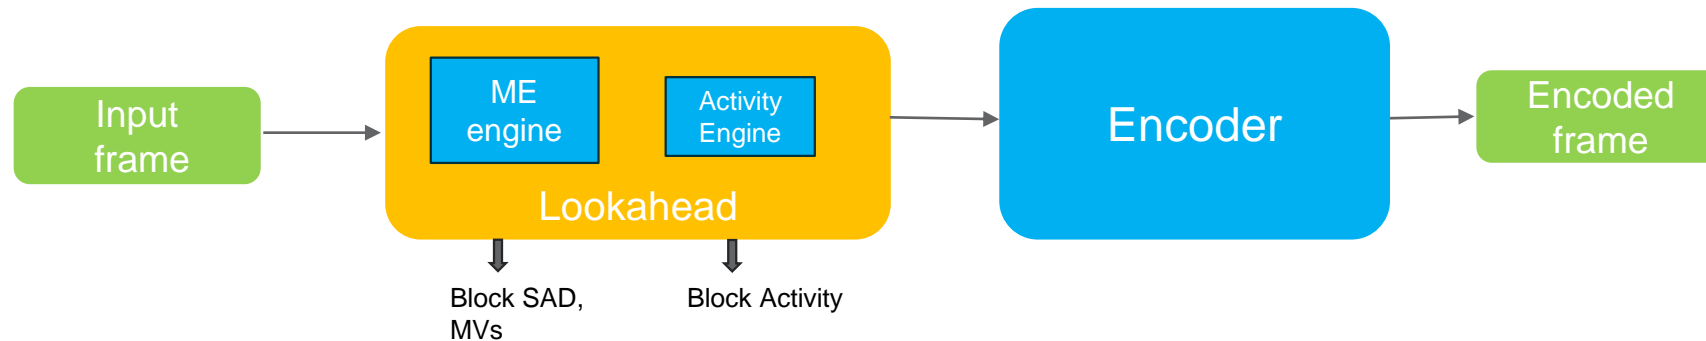 Input
frame
ME
engine
Activity
Engine
Lookahead
Block SAD,
MVs
Block Activity
Encoder
Encoded
frame